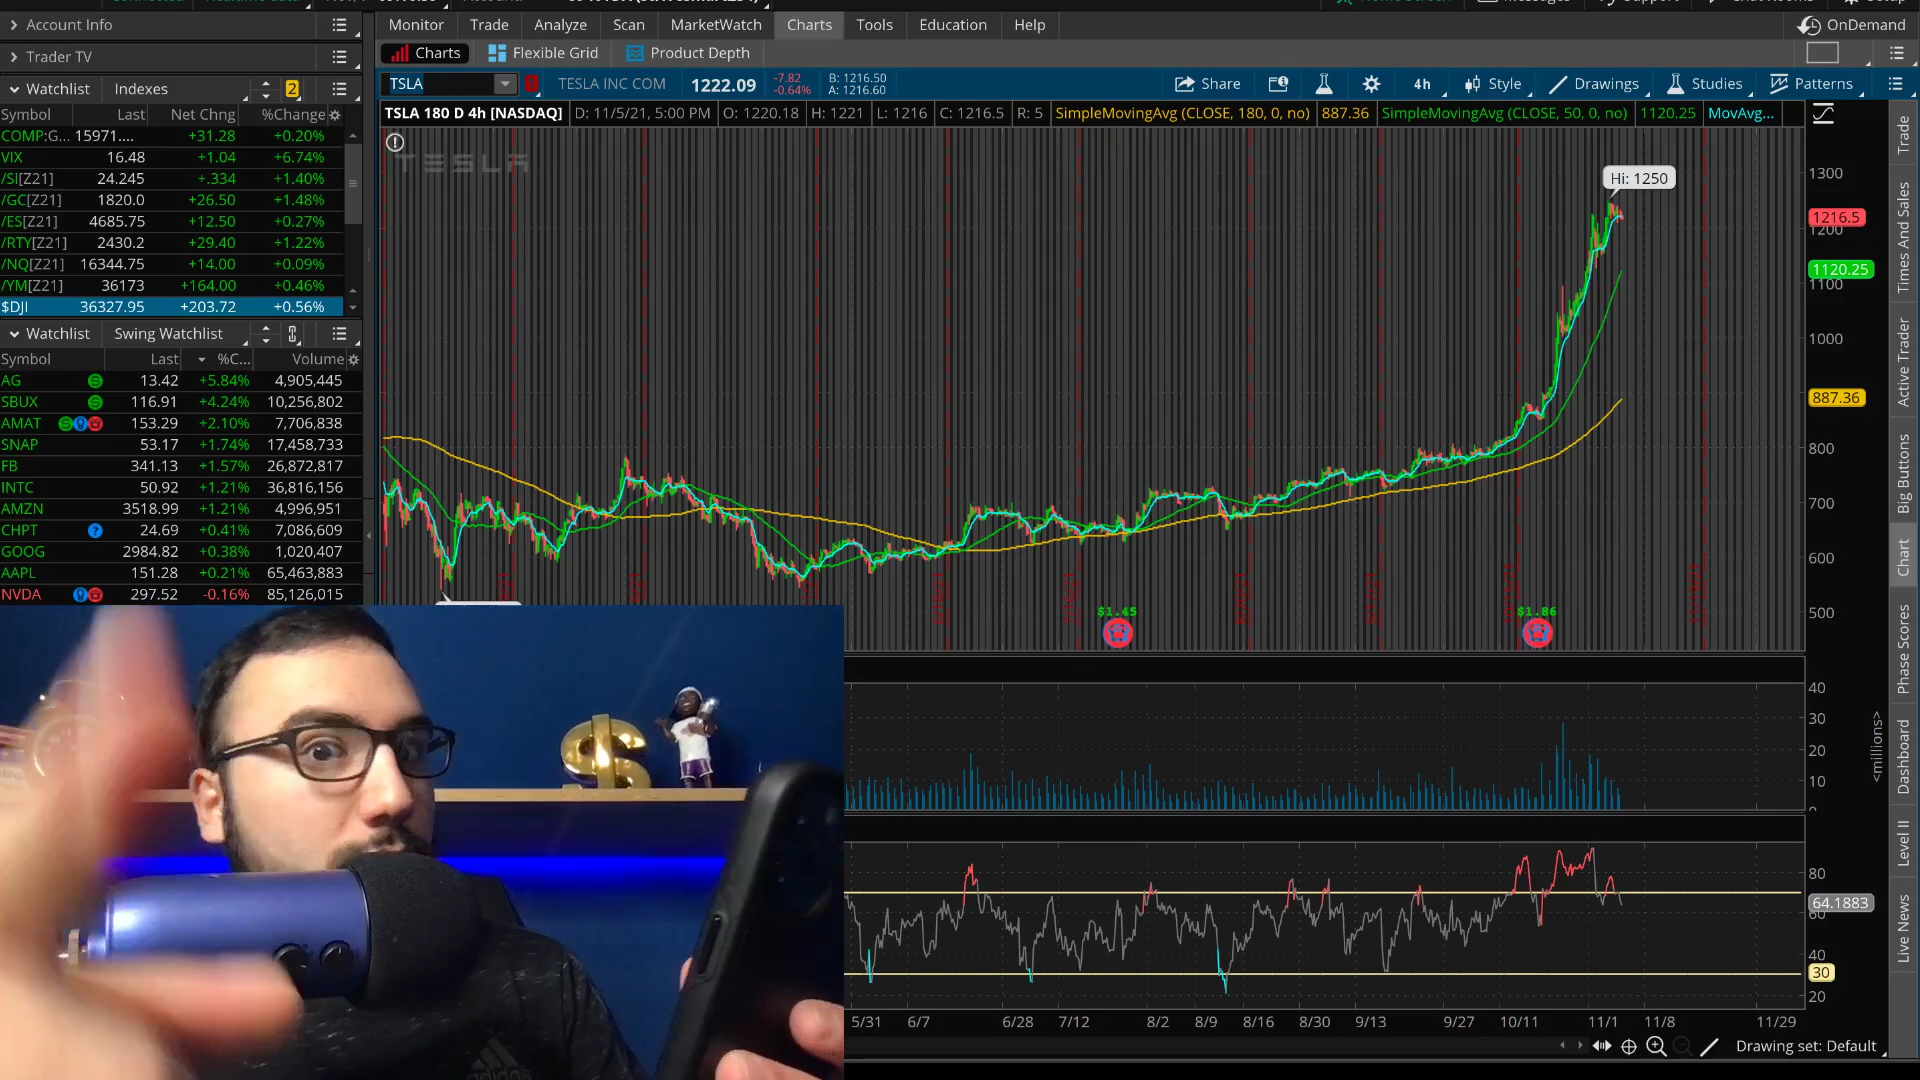 Account Info
Monitor Trade Analyze Scan MarketWatch Charts Tools Education Help
OnDemand
Trader TV
Charts Flexible Grid Product Depth
Watchlist Indexes 2
TSLA TESLA INC COM 1222.09 -7.82 -0.64% B: 1216.50 A: 1216.60 Share 4h Style Drawings Studies Patterns
TSLA 180 D 4h [NASDAQ] D: 11/5/21, 5:00 PM O: 1220.18 H: 1221 L: 1216 C: 1216.5 R: 5 SimpleMovingAvg (CLOSE, 180, 0, no) 887.36 SimpleMovingAvg (CLOSE, 50, 0, no) 1120.25 MovAvg...
Symbol Last Net Chng %Change
COMP:G... 15971.... +31.28 +0.20%
VIX 16.48 +1.04 +6.74%
/SI[Z21] 24.245 +.334 +1.40%
/GC[Z21] 1820.0 +26.50 +1.48%
/ES[Z21] 4685.75 +12.50 +0.27%
/RTY[Z21] 2430.2 +29.40 +1.22%
/NQ[Z21] 16344.75 +14.00 +0.09%
/YM[Z21] 36173 +164.00 +0.46%
$DJI 36327.95 +203.72 +0.56%
Watchlist Swing Watchlist
Symbol Last %C... Volume
AG 13.42 +5.84% 4,905,445
SBUX 116.91 +4.24% 10,256,802
AMAT 153.29 +2.10% 7,706,838
SNAP 53.17 +1.74% 17,458,733
FB 341.13 +1.57% 26,872,817
INTC 50.92 +1.21% 36,816,156
AMZN 3518.99 +1.21% 4,996,951
CHPT 24.69 +0.41% 7,086,609
GOOG 2984.82 +0.38% 1,020,407
AAPL 151.28 +0.21% 65,463,883
NVDA 297.52 -0.16% 85,126,015
TESLA
Hi: 1250
1300
1216.5
1200
1120.25
1100
1000
887.36
800
700
600
500
$1.45
$1.86
40
30
20
10
<millions>
80
64.1883
60
40
30
20
5/31 6/7 6/28 7/12 8/2 8/9 8/16 8/30 9/13 9/27 10/11 11/1 11/8 11/29
Drawing set: Default
Trade
Times And Sales
Active Trader
Big Buttons
Chart
Phase Scores
Dashboard
Level II
Live News
adidas